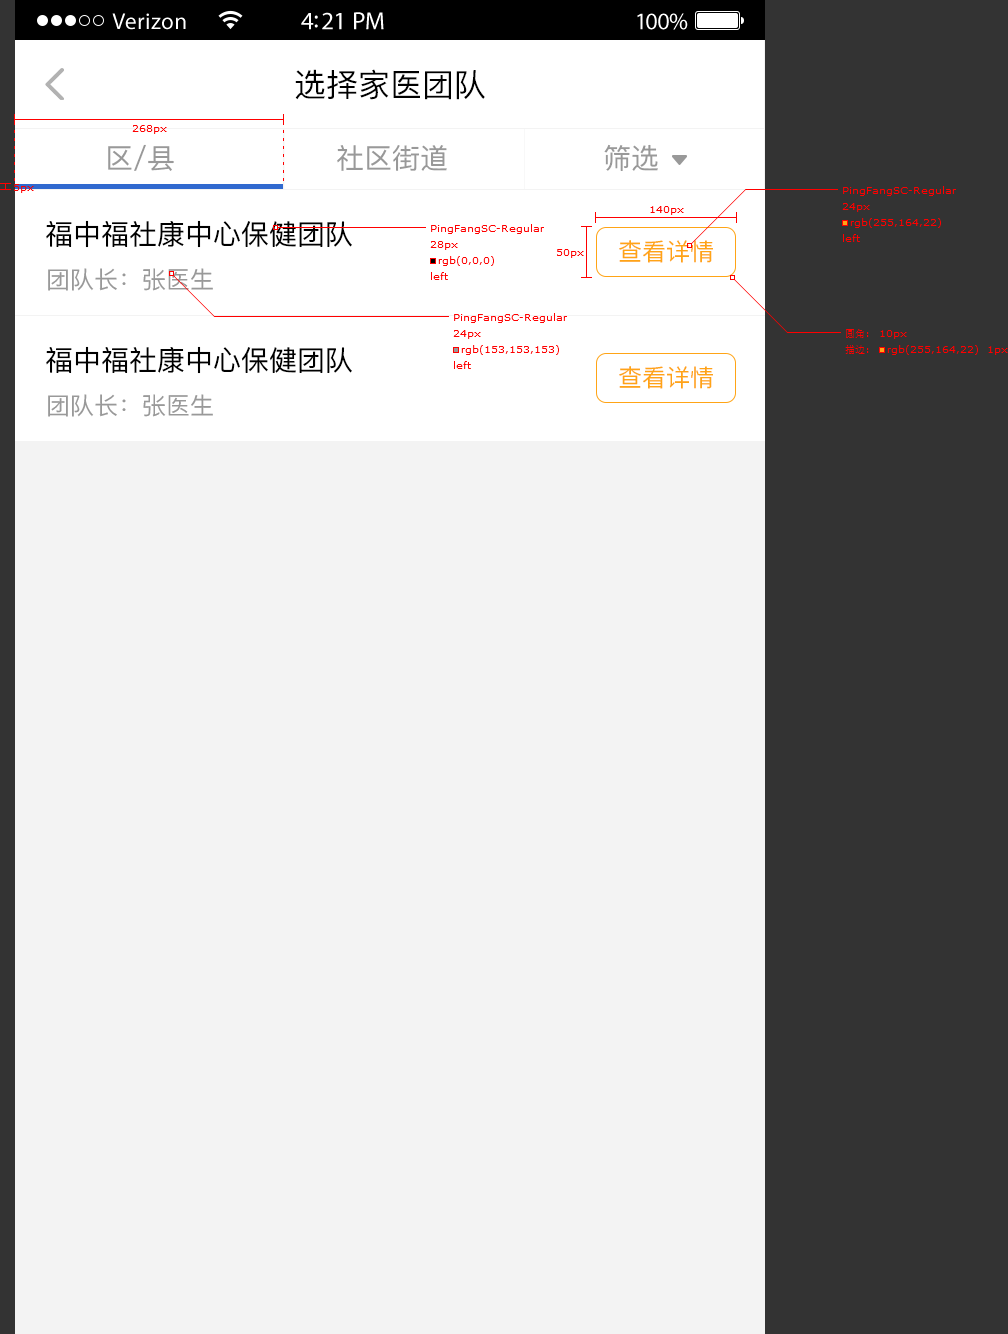 Verizon 4:21 PM 100%
选择家医团队
268px
区/县 社区街道 筛选
福中福社康中心保健团队
团队长：张医生
PingFangSC-Regular
28px
rgb(0,0,0)
left
140px
50px
查看详情
PingFangSC-Regular
24px
rgb(255,164,22)
left
PingFangSC-Regular
24px
rgb(153,153,153)
left
圆角： 10px
描边： rgb(255,164,22) 1px
福中福社康中心保健团队
团队长：张医生
查看详情